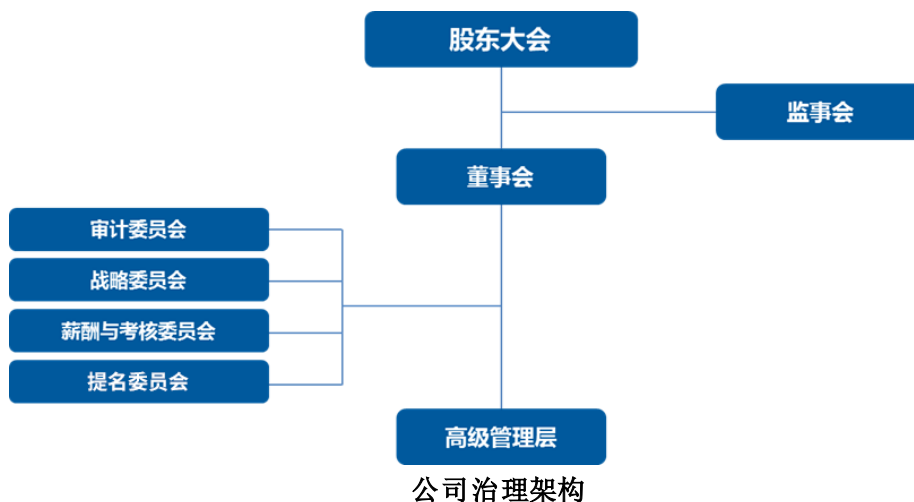 股东大会
监事会
董事会
审计委员会
战略委员会
薪酬与考核委员会
提名委员会
高级管理层
公司治理架构